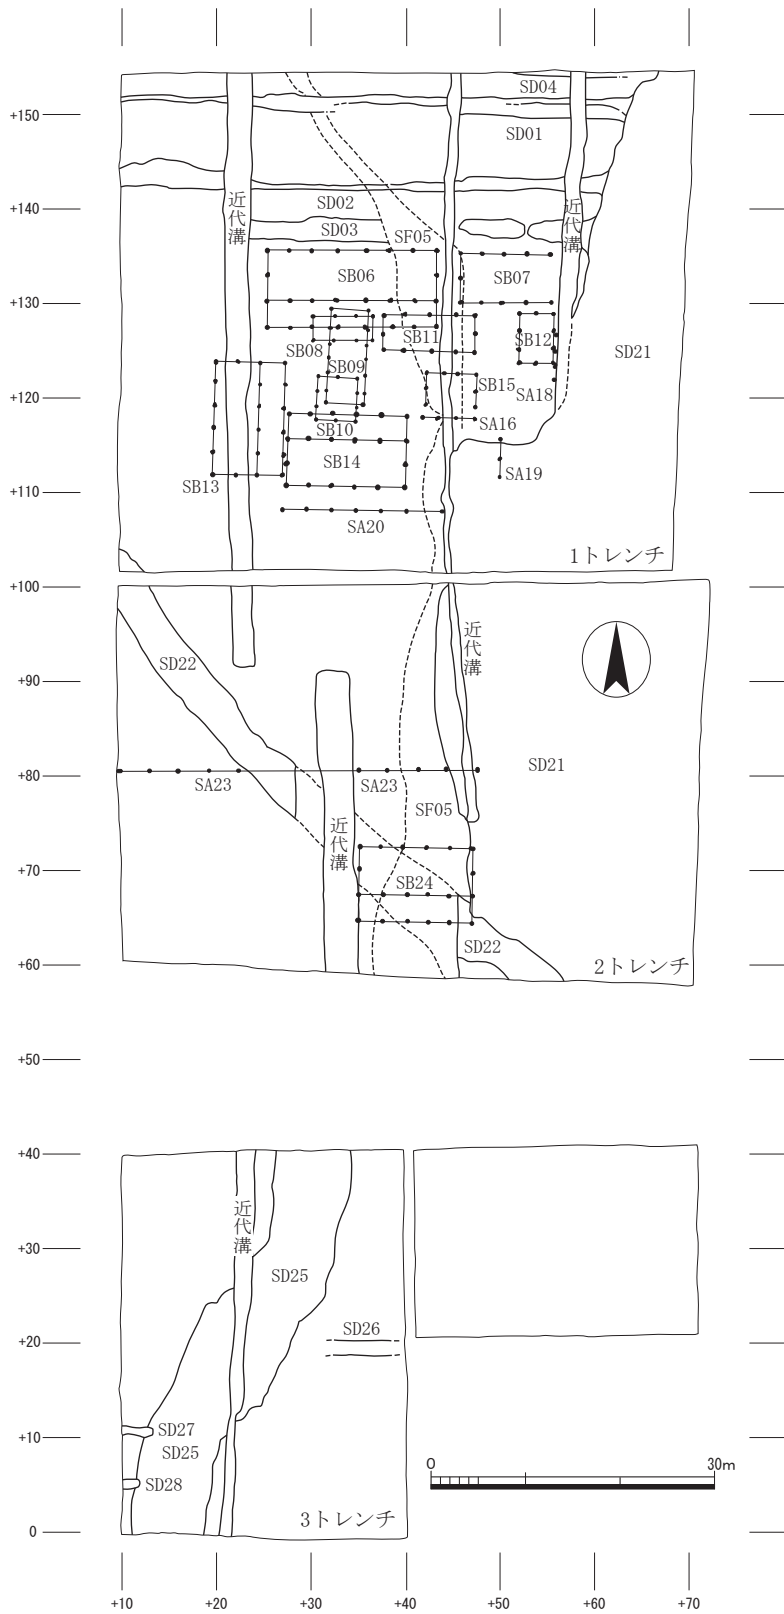 SD04
+150
SD01
+140
近代溝
SD02
近代溝
SD03
SF05
SB06
SB07
+130
SB11
SB12
SB08
SD21
SB09
+120
SB15
SA18
SB10
SA16
SB14
SB13
SA19
+110
SA20
1トレンチ
+100
近代溝
SD22
+90
+80
SA23
SA23
SD21
SF05
近代溝
+70
SB24
SD22
+60
2トレンチ
+50
+40
近代溝
+30
SD25
SD26
+20
+10
SD27
SD25
SD28
0
30m
0
3トレンチ
+10
+20
+30
+40
+50
+60
+70